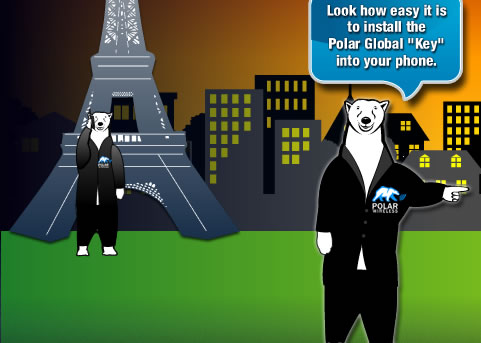 Look how easy it is
to install the
Polar Global "Key"
into your phone.
POLAR
WIRELESS